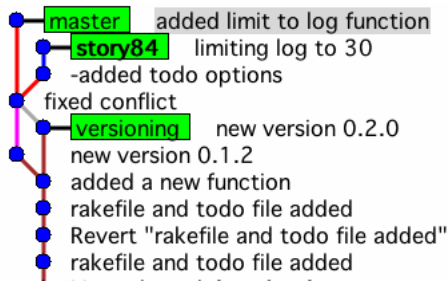 master added limit to log function
story84 limiting log to 30
-added todo options
fixed conflict
versioning new version 0.2.0
new version 0.1.2
added a new function
rakefile and todo file added
Revert "rakefile and todo file added"
rakefile and todo file added